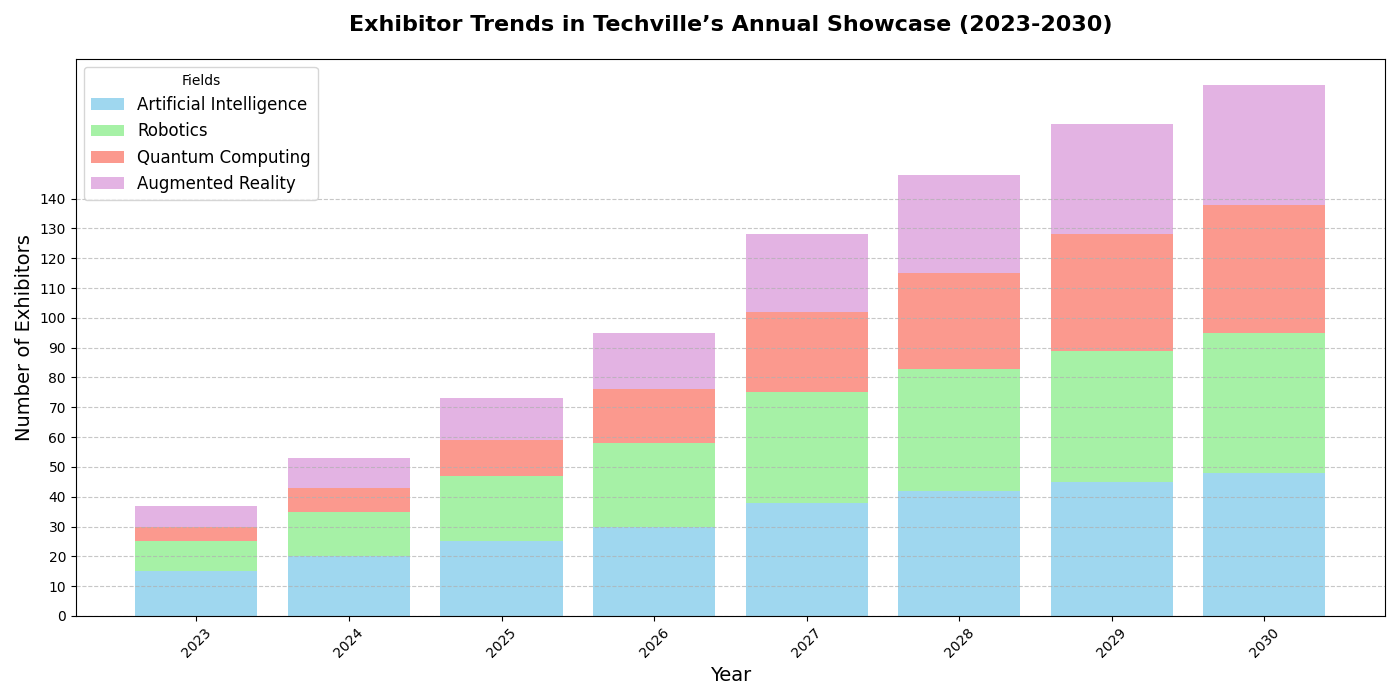 Exhibitor Trends in Techville’s Annual Showcase (2023-2030)
Fields
Artificial Intelligence
Robotics
Quantum Computing
Augmented Reality
Number of Exhibitors
140
130
120
110
100
90
80
70
60
50
40
30
20
10
0
2023
2024
2025
2026
2027
2028
2029
2030
Year